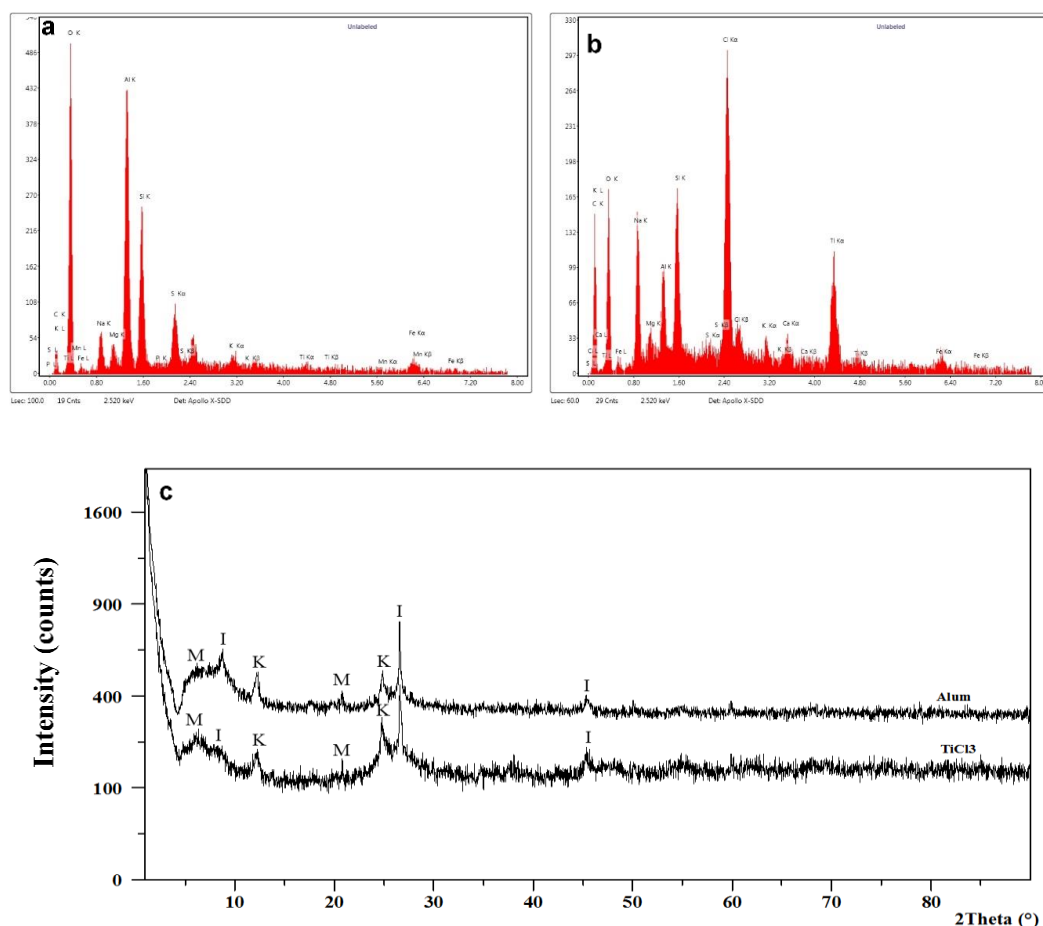 a
Unlabeled
O K
Al K
Si K
S Kα
C K
K L
Na K
Mg K
S L
Mn L
Ti L
Fe L
P L
P K
S Kβ
K Kα
K Kβ
Ti Kα
Ti Kβ
Fe Kα
Mn Kα
Mn Kβ
Fe Kβ
486
432
378
324
270
216
162
108
54
0
0.00 0.80 1.60 2.40 3.20 4.00 4.80 5.60 6.40 7.20 8.00
Lsec: 100.0 19 Cnts 2.520 keV Det: Apollo X-SDD
b
Unlabeled
Cl Kα
K L
O K
C K
Si K
Na K
Al K
Ti Kα
Mg K
Ca L
Cl L
Ti L
Fe L
S L
S Kα
S Kβ
Cl Kβ
K Kα
K Kβ
Ca Kα
Ca Kβ
Ti Kβ
Fe Kα
Fe Kβ
330
297
264
231
198
165
132
99
66
33
0
0.00 0.80 1.60 2.40 3.20 4.00 4.80 5.60 6.40 7.20 8.0
Lsec: 60.0 29 Cnts 2.520 keV Det: Apollo X-SDD
c
Intensity (counts)
1600
900
400
100
0
M I K M K I I
Alum
M I K M K I
TiCl3
10 20 30 40 50 60 70 80
2Theta (°)